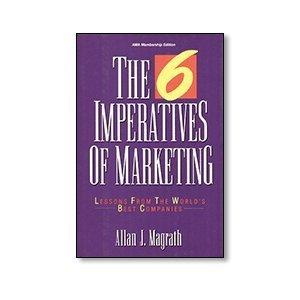 AMA Membership Edition
THE 6
IMPERATIVES
OF MARKETING
LESSONS FROM THE WORLD'S
BEST COMPANIES
Allan J. Magrath